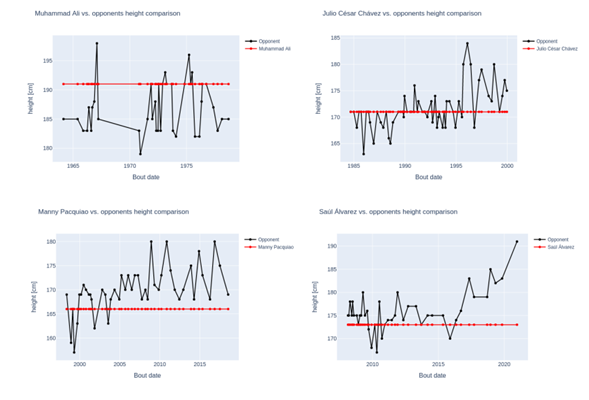 Muhammad Ali vs. opponents height comparison
Opponent
Muhammad Ali
195
190
185
180
height [cm]
1965
1970
1975
Bout date
Julio César Chávez vs. opponents height comparison
Opponent
Julio César Chávez
185
180
175
170
165
height [cm]
1985
1990
1995
2000
Bout date
Manny Pacquiao vs. opponents height comparison
Opponent
Manny Pacquiao
180
175
170
165
160
height [cm]
2000
2005
2010
2015
Bout date
Saúl Álvarez vs. opponents height comparison
Opponent
Saúl Álvarez
190
185
180
175
170
height [cm]
2010
2015
2020
Bout date